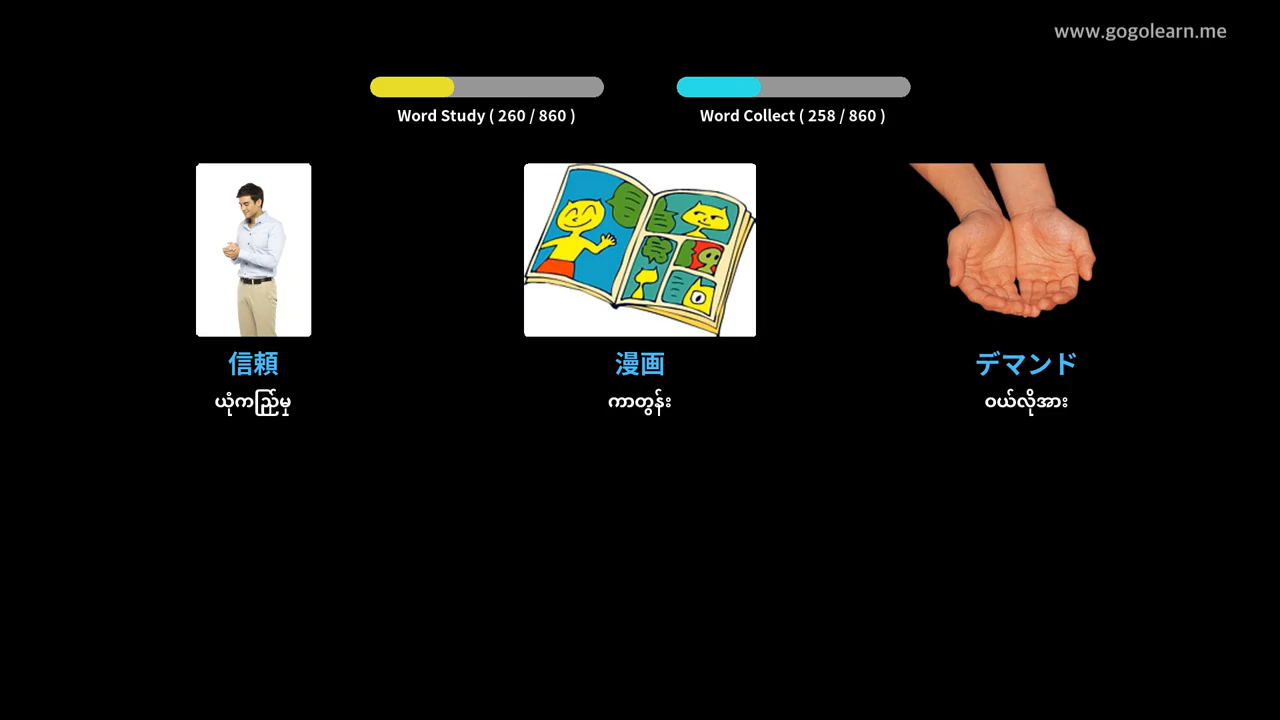 www.gogolearn.me
Word Study ( 260 / 860 )
Word Collect ( 258 / 860 )
信頼
漫画
デマンド
ယုံကြည်မှု
ကာတွန်း
ဝယ်လိုအား